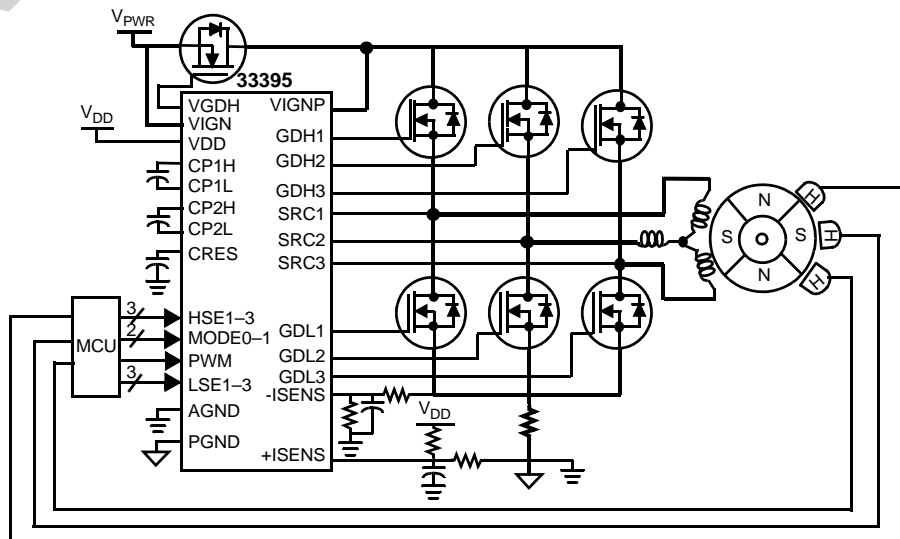 VPWR
33395
VDD
VGDH
VIGN
VDD
CP1H
CP1L
CP2H
CP2L
CRES
HSE1–3
MODE0–1
PWM
LSE1–3
AGND
PGND
VIGNP
GDH1
GDH2
GDH3
SRC1
SRC2
SRC3
GDL1
GDL2
GDL3
-ISENS
+ISENS
MCU
3
2
3
VDD
N
S
S
N
H
H
H